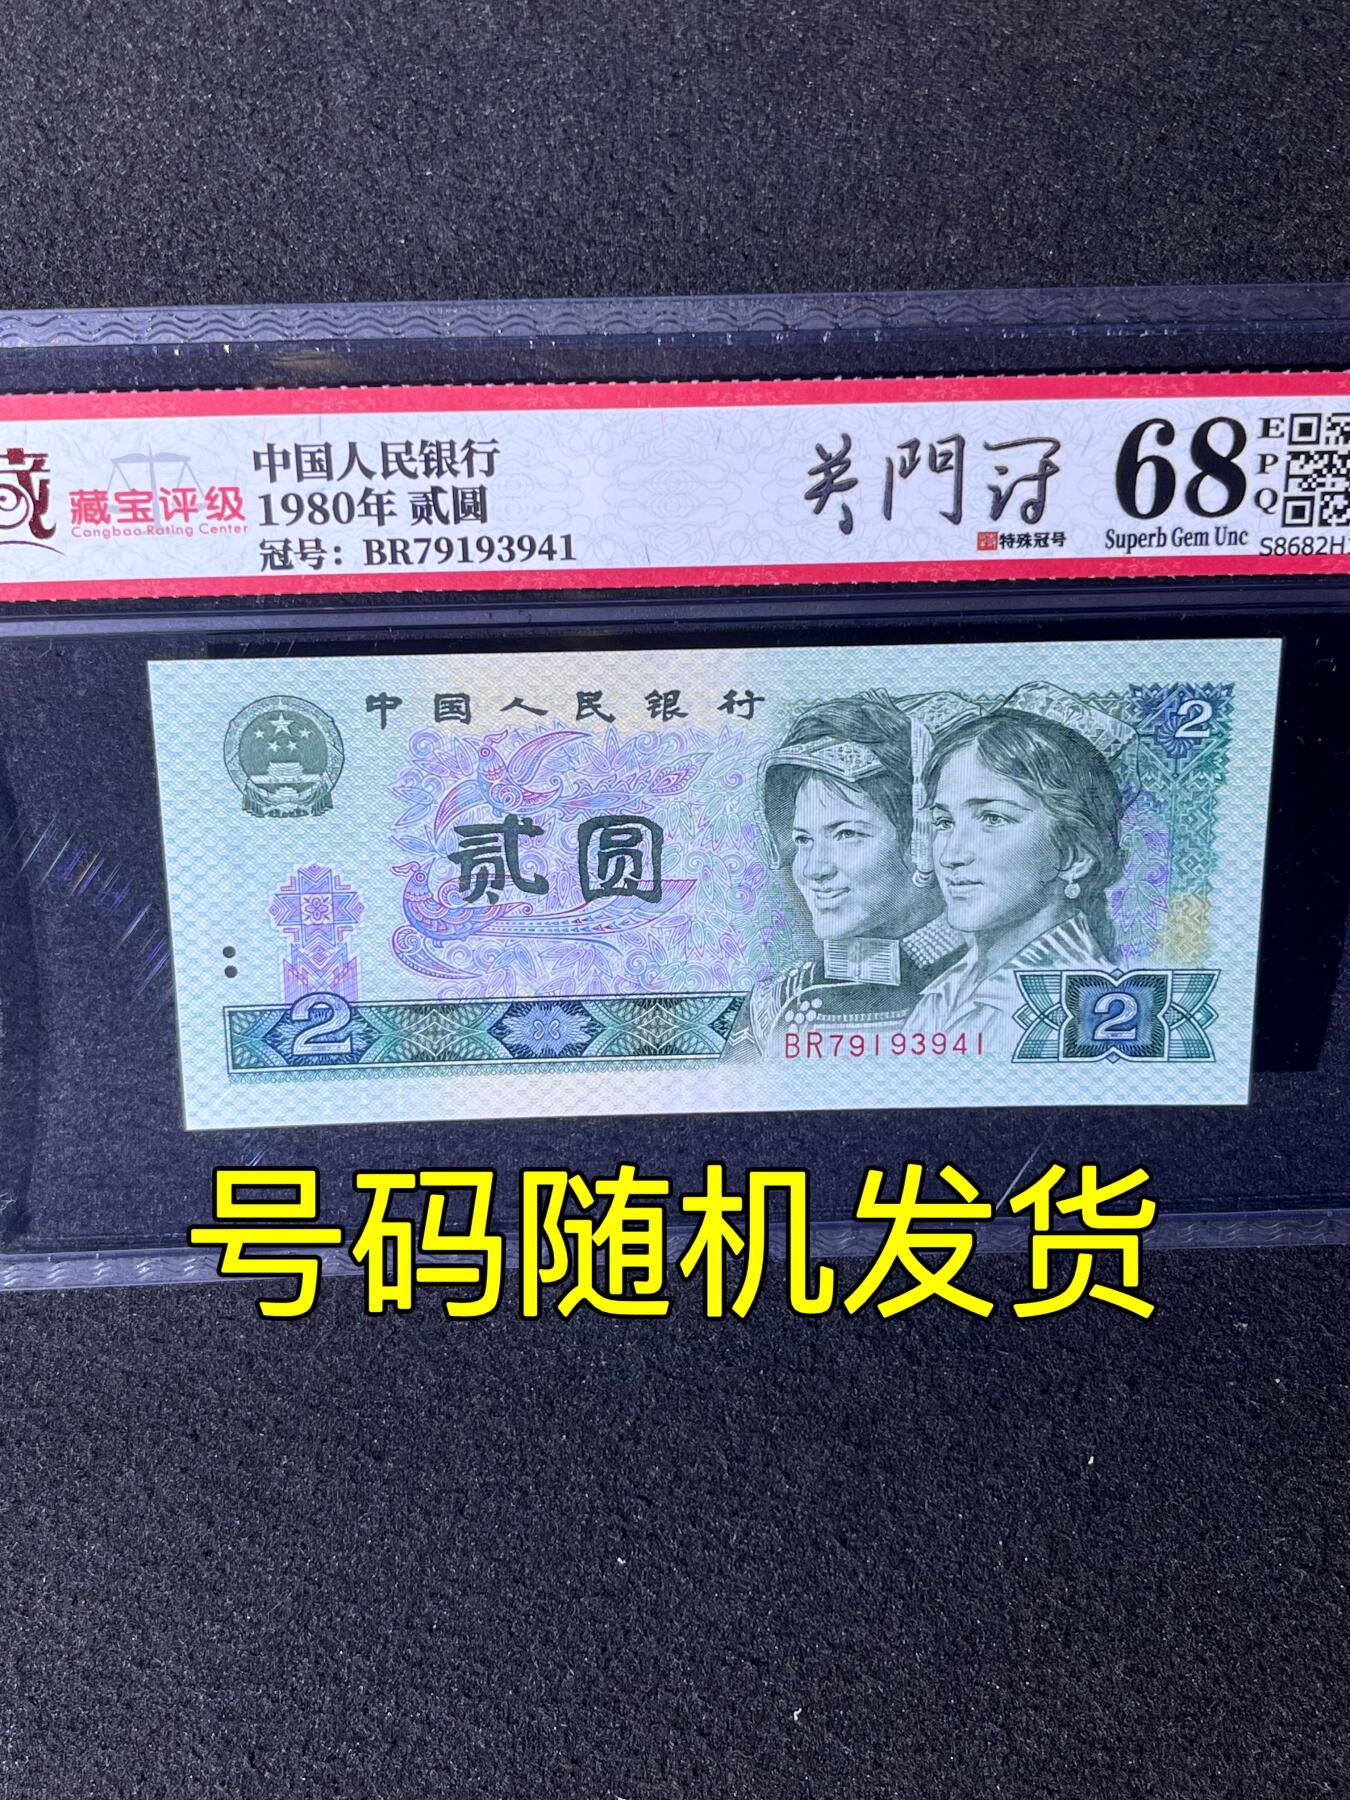 藏
藏宝评级
Cangbao Rating Center
中国人民银行
1980年 贰圆
冠号：BR79193941
关門冠
特殊冠号
68
EPQ
Superb Gem Unc
S8682H
中国人民银行
2
贰圆
2
BR79193941
2
号码随机发货